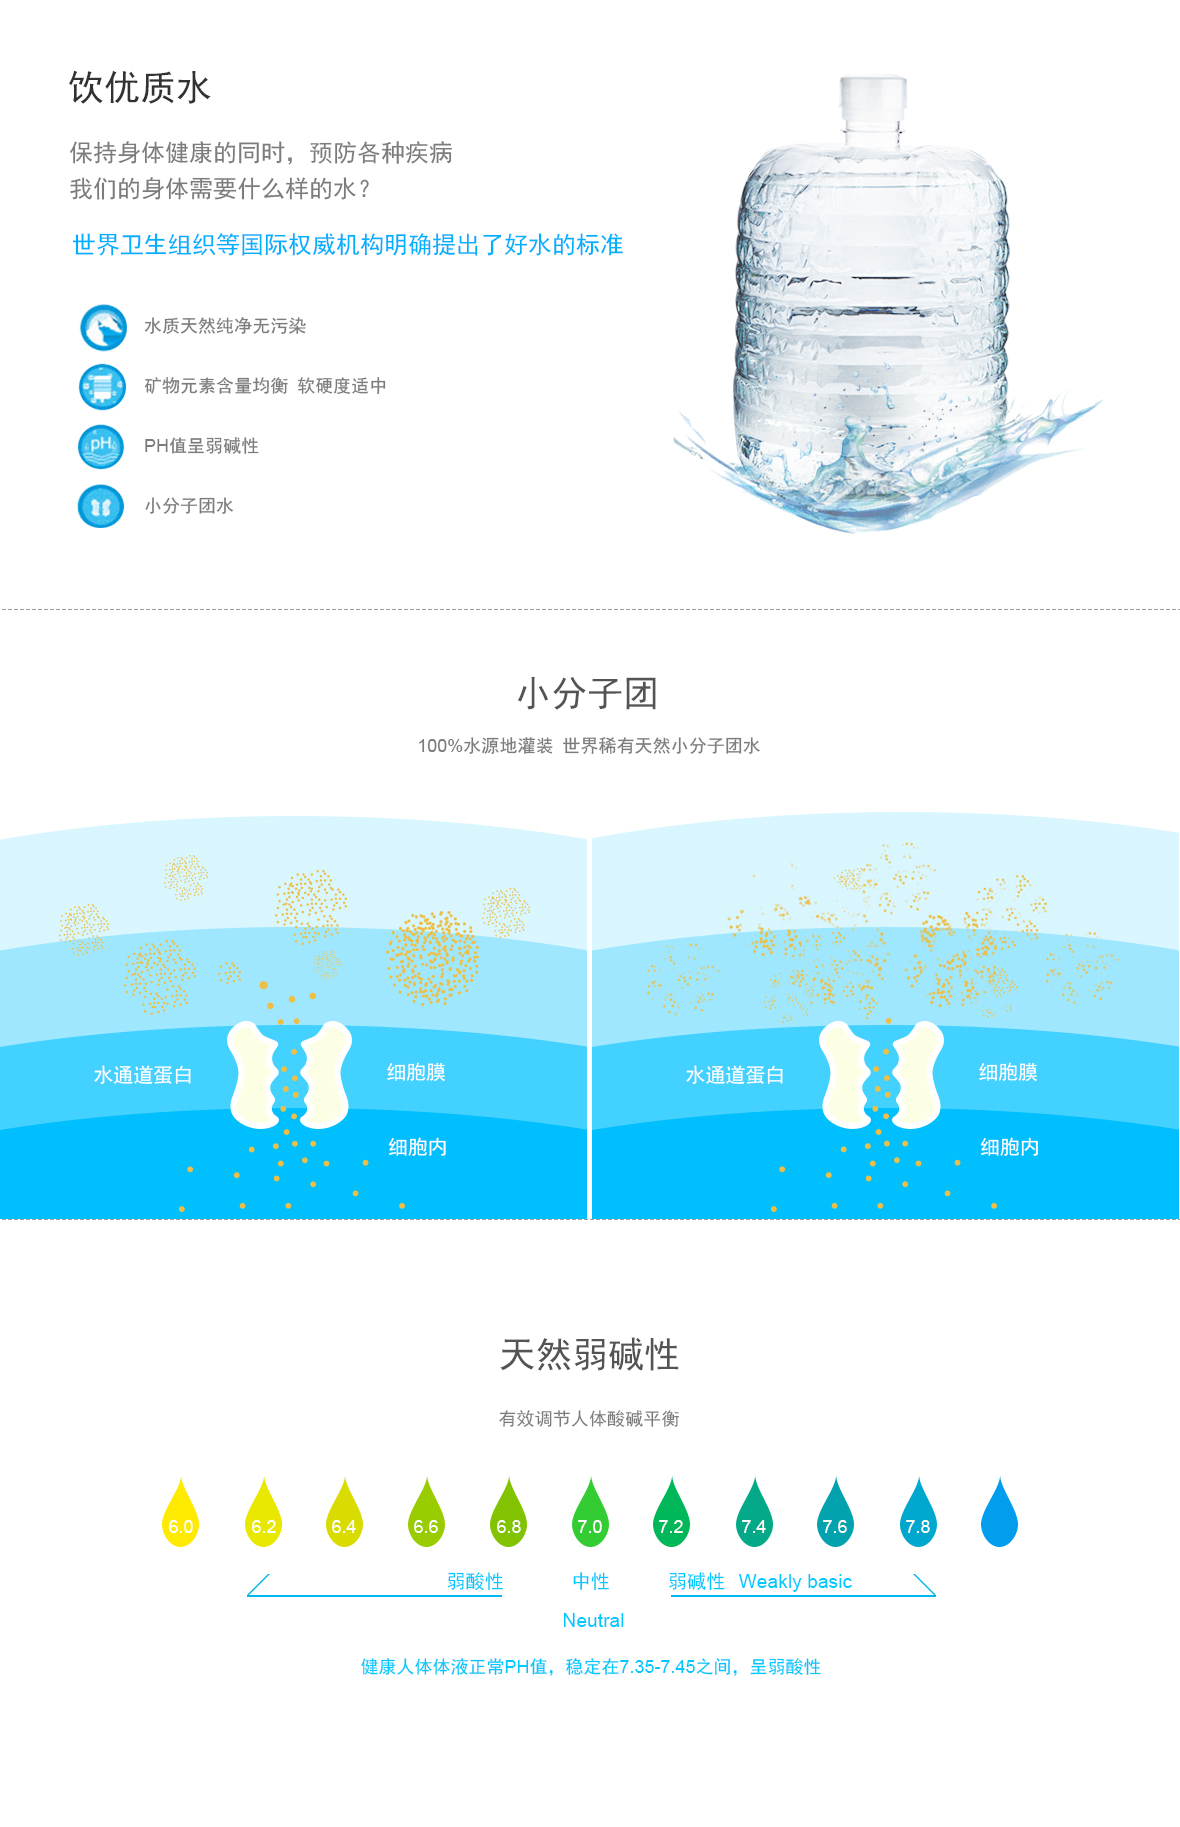 饮优质水
保持身体健康的同时，预防各种疾病
我们的身体需要什么样的水？
世界卫生组织等国际权威机构明确提出了好水的标准
水质天然纯净无污染
矿物元素含量均衡 软硬度适中
pH
PH值呈弱碱性
小分子团水
小分子团
100%水源地灌装 世界稀有天然小分子团水
水通道蛋白
细胞膜
细胞内
水通道蛋白
细胞膜
细胞内
天然弱碱性
有效调节人体酸碱平衡
6.0 6.2 6.4 6.6 6.8 7.0 7.2 7.4 7.6 7.8
弱酸性 中性 弱碱性 Weakly basic
Neutral
健康人体体液正常PH值，稳定在7.35-7.45之间，呈弱酸性